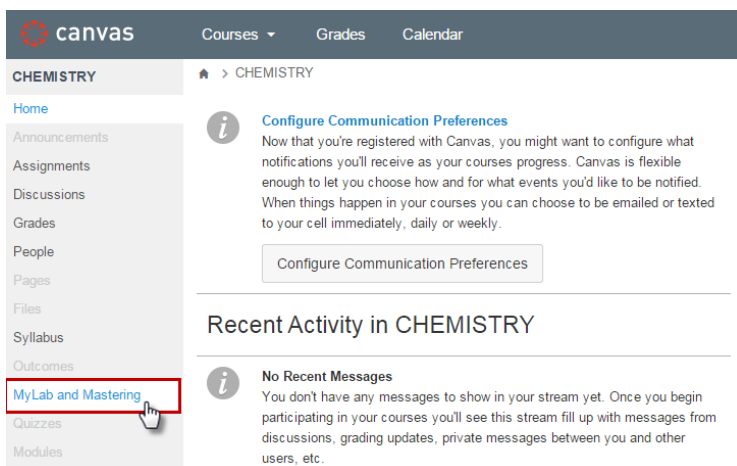 canvas
Courses
Grades
Calendar
CHEMISTRY
Home
Announcements
Assignments
Discussions
Grades
People
Pages
Files
Syllabus
Outcomes
MyLab and Mastering
Quizzes
Modules
> CHEMISTRY
Configure Communication Preferences
Now that you're registered with Canvas, you might want to configure what
notifications you'll receive as your courses progress. Canvas is flexible
enough to let you choose how and for what events you'd like to be notified.
When things happen in your courses you can choose to be emailed or texted
to your cell immediately, daily or weekly.
Configure Communication Preferences
Recent Activity in CHEMISTRY
No Recent Messages
You don't have any messages to show in your stream yet. Once you begin
participating in your courses you'll see this stream fill up with messages from
discussions, grading updates, private messages between you and other
users, etc.